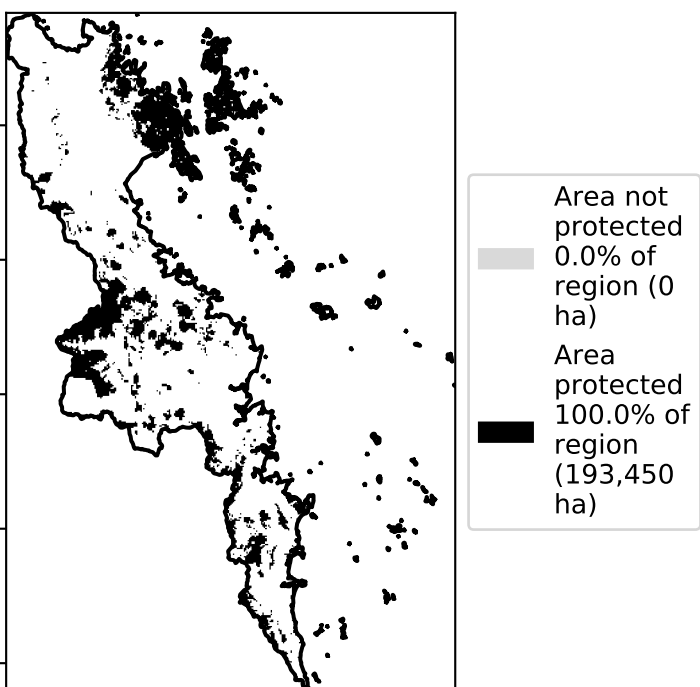 Area not
protected
0.0% of
region (0
ha)
Area
protected
100.0% of
region
(193,450
ha)